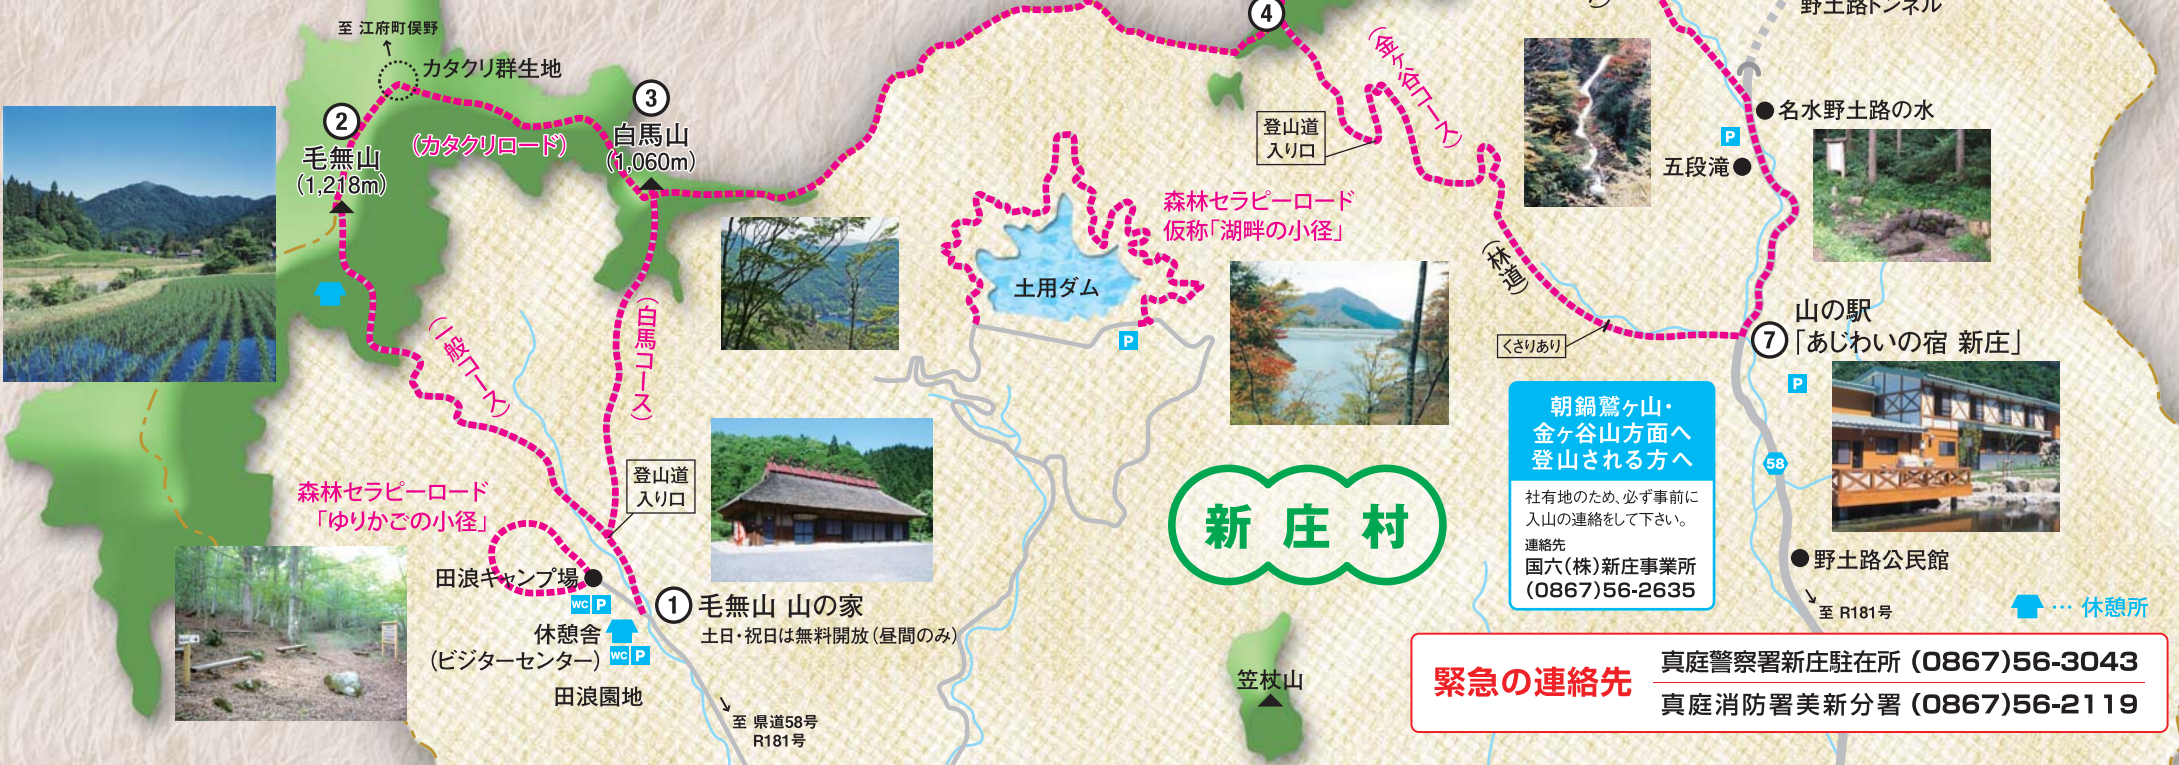 至 江府町俣野
カタクリ群生地
②
毛無山
(1,218m)
(カタクリロード)
③
白馬山
(1,060m)
④
(金ヶ谷コース)
登山道
入り口
野土路トンネル
名水野土路の水
P
五段滝
森林セラピーロード
仮称「湖畔の小径」
土用ダム
P
(林道)
くさりあり
山の駅
⑦「あじわいの宿 新庄」
P
(一般コース)
(白馬コース)
登山道
入り口
森林セラピーロード
「ゆりかごの小径」
田浪キャンプ場
WC P
休憩舎
(ビジターセンター)
WC P
田浪園地
① 毛無山 山の家
土日・祝日は無料開放(昼間のみ)
至 県道58号
R181号
新庄村
朝鍋鷲ヶ山・
金ヶ谷山方面へ
登山される方へ
社有地のため、必ず事前に
入山の連絡をして下さい。
連絡先
国六(株)新庄事業所
(0867)56-2635
58
野土路公民館
至 R181号
… 休憩所
笠杖山
緊急の連絡先
真庭警察署新庄駐在所 (0867)56-3043
真庭消防署美新分署 (0867)56-2119